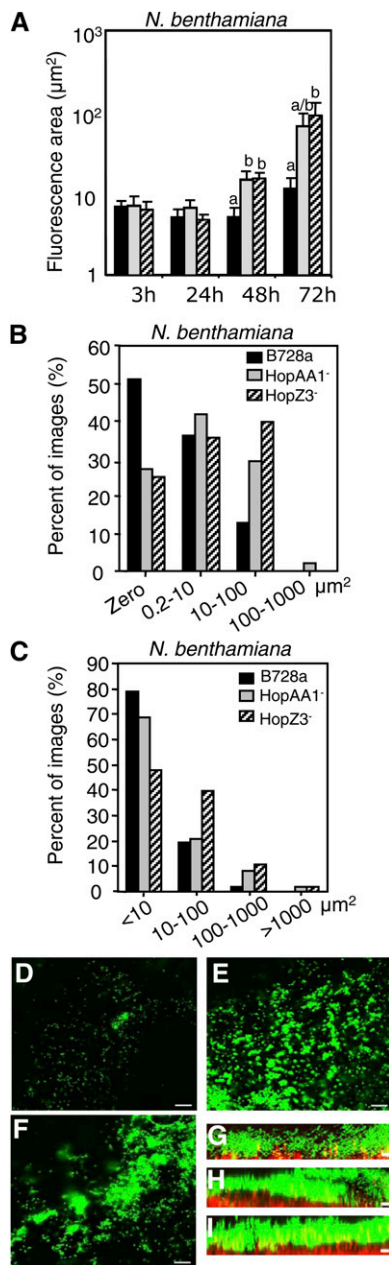 A
N. benthamiana
Fluorescence area (µm²)
10³
10²
10
1
a
b b
a
a/b
b
3h 24h 48h 72h
B
N. benthamiana
Percent of images (%)
60
50
40
30
20
10
0
B728a
HopAA1⁻
HopZ3⁻
Zero 0.2-10 10-100 100-1000 µm²
C
N. benthamiana
Percent of images (%)
90
80
70
60
50
40
30
20
10
0
B728a
HopAA1⁻
HopZ3⁻
<10 10-100 100-1000 >1000 µm²
D E
F G
H
I